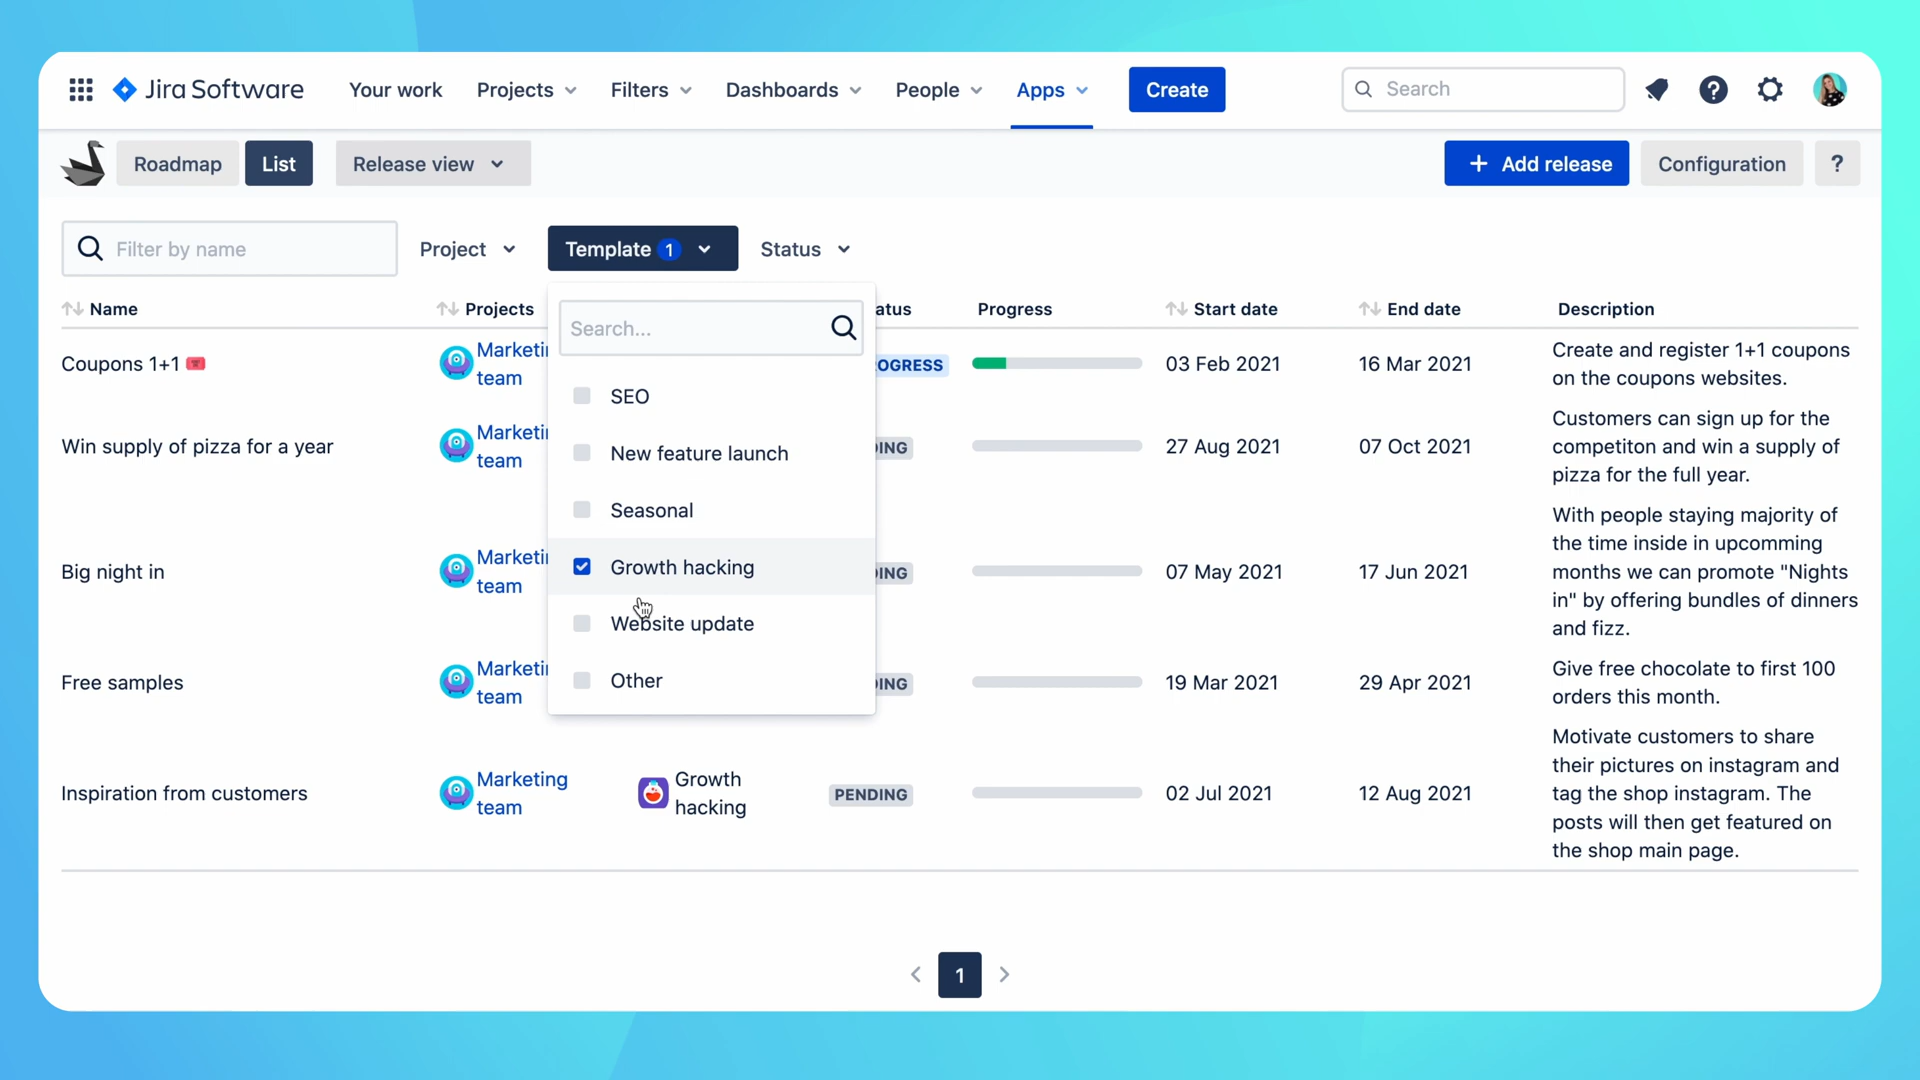 Jira Software Your work Projects Filters Dashboards People Apps Create Search ?
Roadmap List Release view + Add release Configuration ?
Filter by name Project Template 1 Status
Name Projects atus Progress Start date End date Description
Search...
Coupons 1+1 Marketin OGRESS 03 Feb 2021 16 Mar 2021 Create and register 1+1 coupons
team on the coupons websites.
SEO
Win supply of pizza for a year Marketin DING 27 Aug 2021 07 Oct 2021 Customers can sign up for the
team competiton and win a supply of
New feature launch pizza for the full year.
Seasonal
Big night in Marketin DING 07 May 2021 17 Jun 2021 With people staying majority of
team the time inside in upcomming
Growth hacking months we can promote "Nights
in" by offering bundles of dinners
and fizz.
Website update
Free samples Marketin DING 19 Mar 2021 29 Apr 2021 Give free chocolate to first 100
team orders this month.
Other
Inspiration from customers Marketing Growth PENDING 02 Jul 2021 12 Aug 2021 Motivate customers to share
team hacking their pictures on instagram and
tag the shop instagram. The
posts will then get featured on
the shop main page.
1